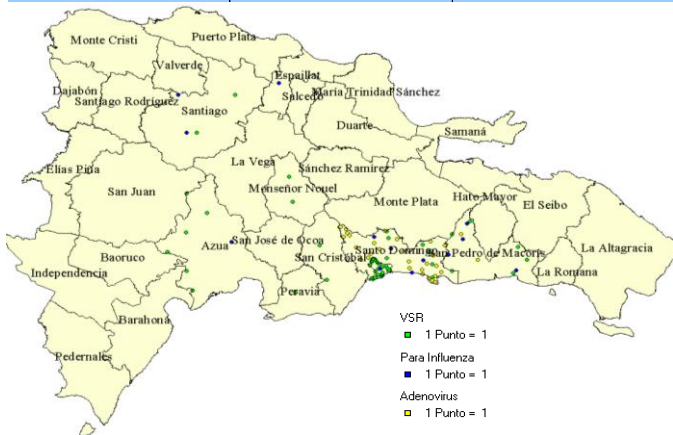 Puerto Plata
Monte Cristi
Valverde
Espaillat
Dajabón
Santiago Rodríguez
María Trinidad Sánchez
Salcedo
Santiago
Duarte
Samaná
La Vega
Sánchez Ramírez
Elías Piña
San Juan
Monseñor Nouel
Monte Plata
Hato Mayor
El Seibo
Azua
San José de Ocoa
Santo Domingo
San Pedro de Macorís
La Altagracia
Baoruco
San Cristóbal
Independencia
La Romana
Peravia
Barahona
Pedernales
VSR
1 Punto = 1
Para Influenza
1 Punto = 1
Adenovirus
1 Punto = 1